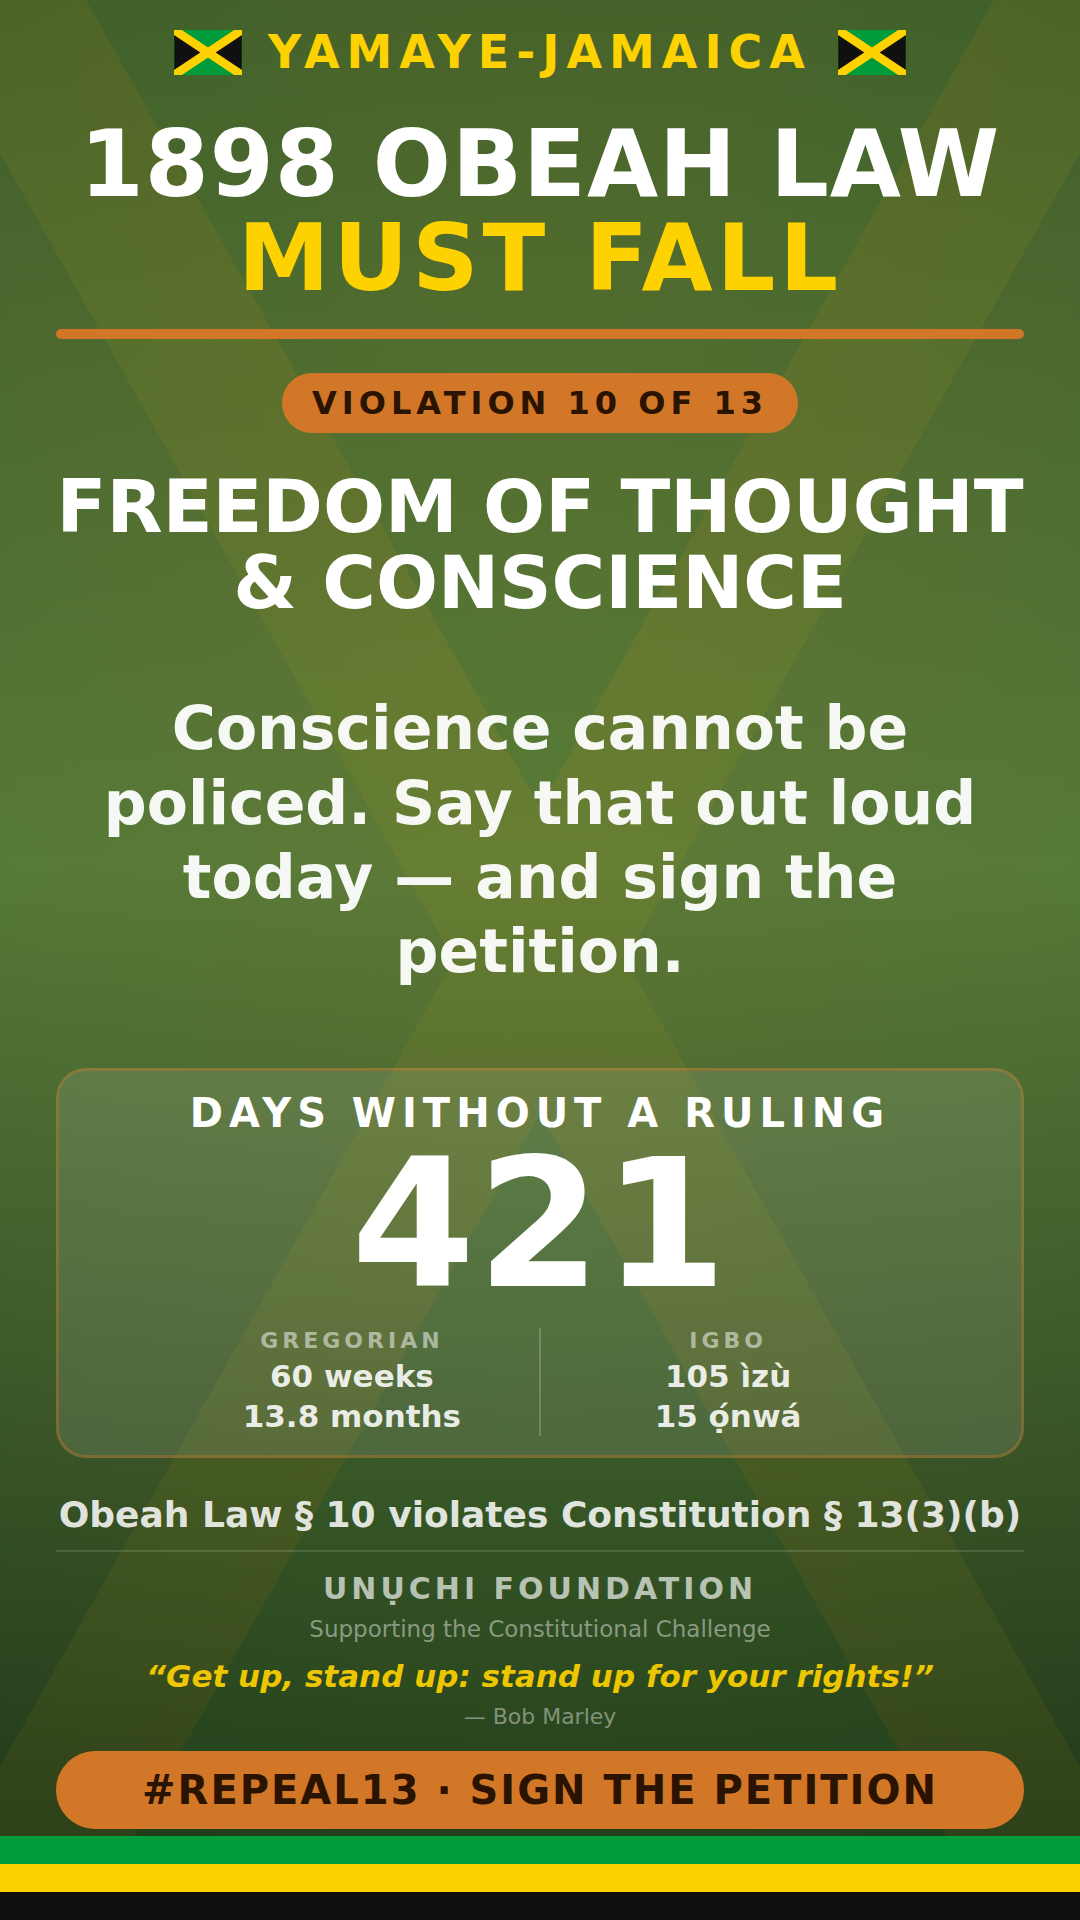 YAMAYE-JAMAICA
1898 OBEAH LAW
MUST FALL
VIOLATION 10 OF 13
FREEDOM OF THOUGHT
& CONSCIENCE
Conscience cannot be
policed. Say that out loud
today — and sign the
petition.
DAYS WITHOUT A RULING
421
GREGORIAN
60 weeks
13.8 months
IGBO
105 ìzù
15 ọ́nwá
Obeah Law § 10 violates Constitution § 13(3)(b)
UNỤCHI FOUNDATION
Supporting the Constitutional Challenge
“Get up, stand up: stand up for your rights!”
— Bob Marley
#REPEAL13 · SIGN THE PETITION